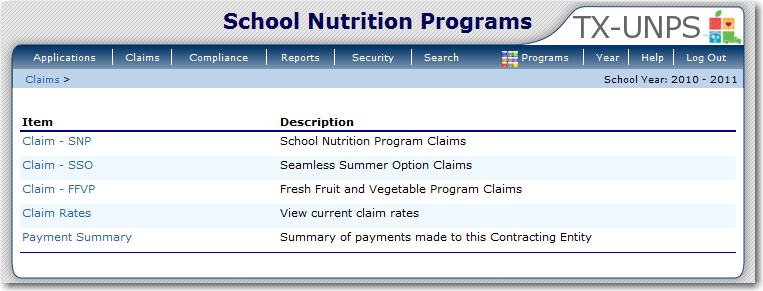 School Nutrition Programs
TX-UNPS
Applications Claims Compliance Reports Security Search Programs Year Help Log Out
Claims > School Year: 2010 - 2011
Item Description
Claim - SNP School Nutrition Program Claims
Claim - SSO Seamless Summer Option Claims
Claim - FFVP Fresh Fruit and Vegetable Program Claims
Claim Rates View current claim rates
Payment Summary Summary of payments made to this Contracting Entity